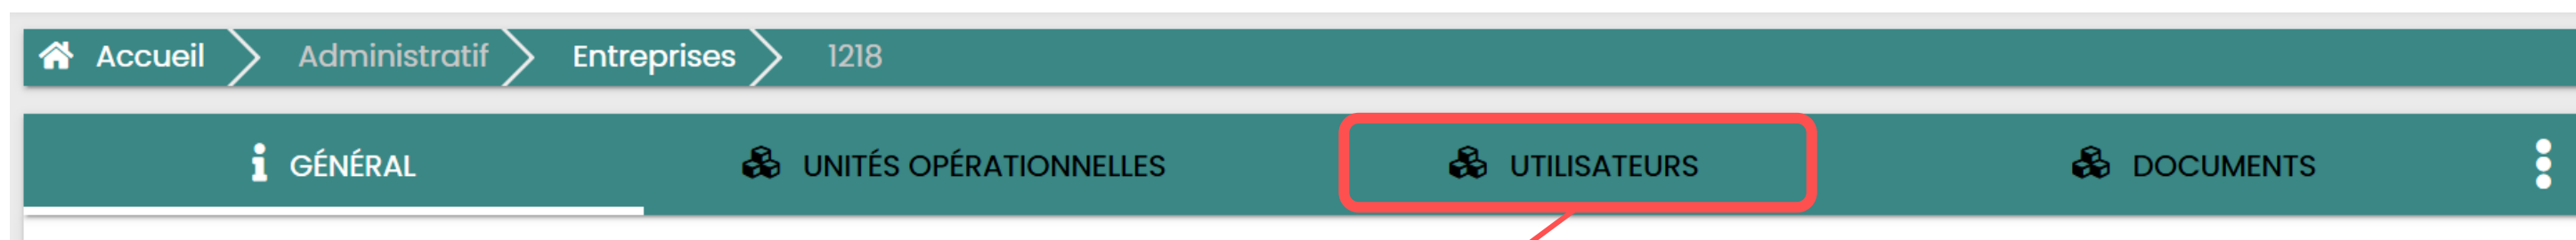 Accueil Administratif Entreprises 1218
GÉNÉRAL UNITÉS OPÉRATIONNELLES UTILISATEURS DOCUMENTS